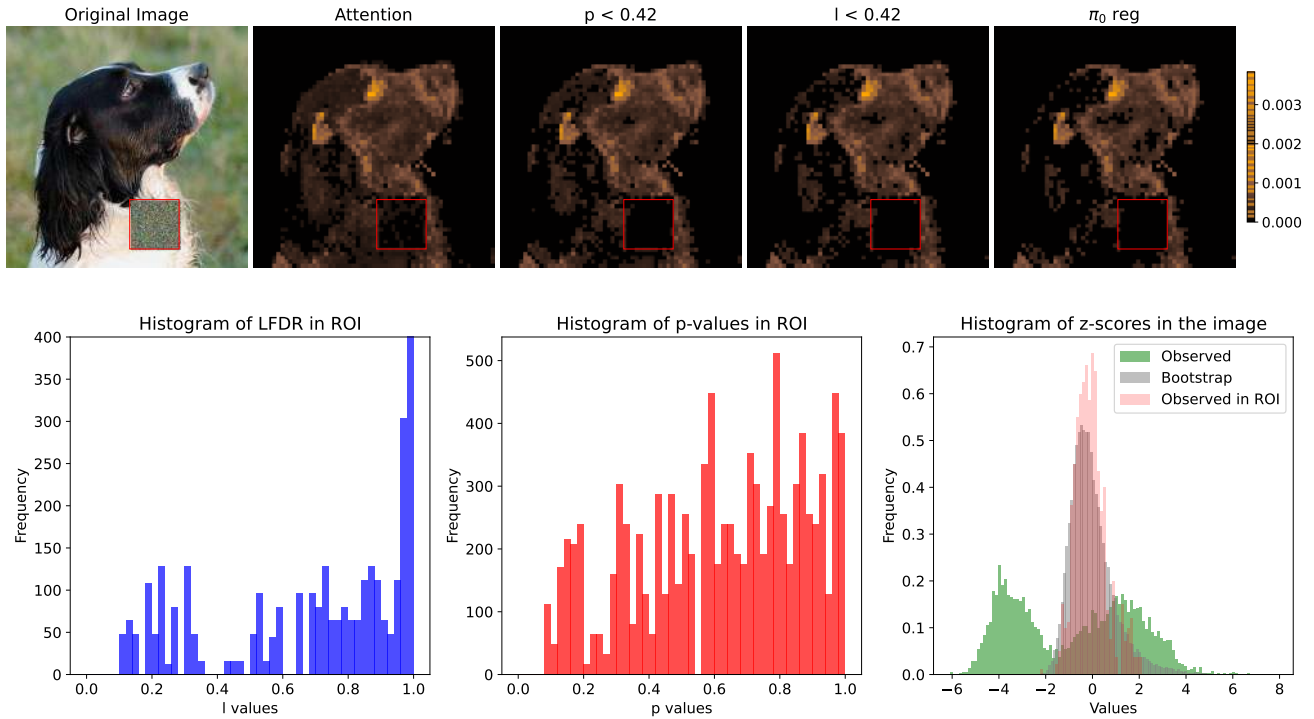 Original Image
Attention
p < 0.42
l < 0.42
π₀ reg
0.003
0.002
0.001
0.000
Histogram of LFDR in ROI
400
350
300
250
200
150
100
50
0
Frequency
0.0 0.2 0.4 0.6 0.8 1.0
l values
Histogram of p-values in ROI
500
400
300
200
100
0
Frequency
0.0 0.2 0.4 0.6 0.8 1.0
p values
Histogram of z-scores in the image
Observed
Bootstrap
Observed in ROI
0.7
0.6
0.5
0.4
0.3
0.2
0.1
0.0
Frequency
−6 −4 −2 0 2 4 6 8
Values